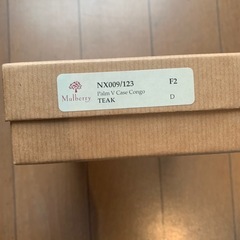 Mulberry
NX009/123 F2
Palm V Case Congo
TEAK D